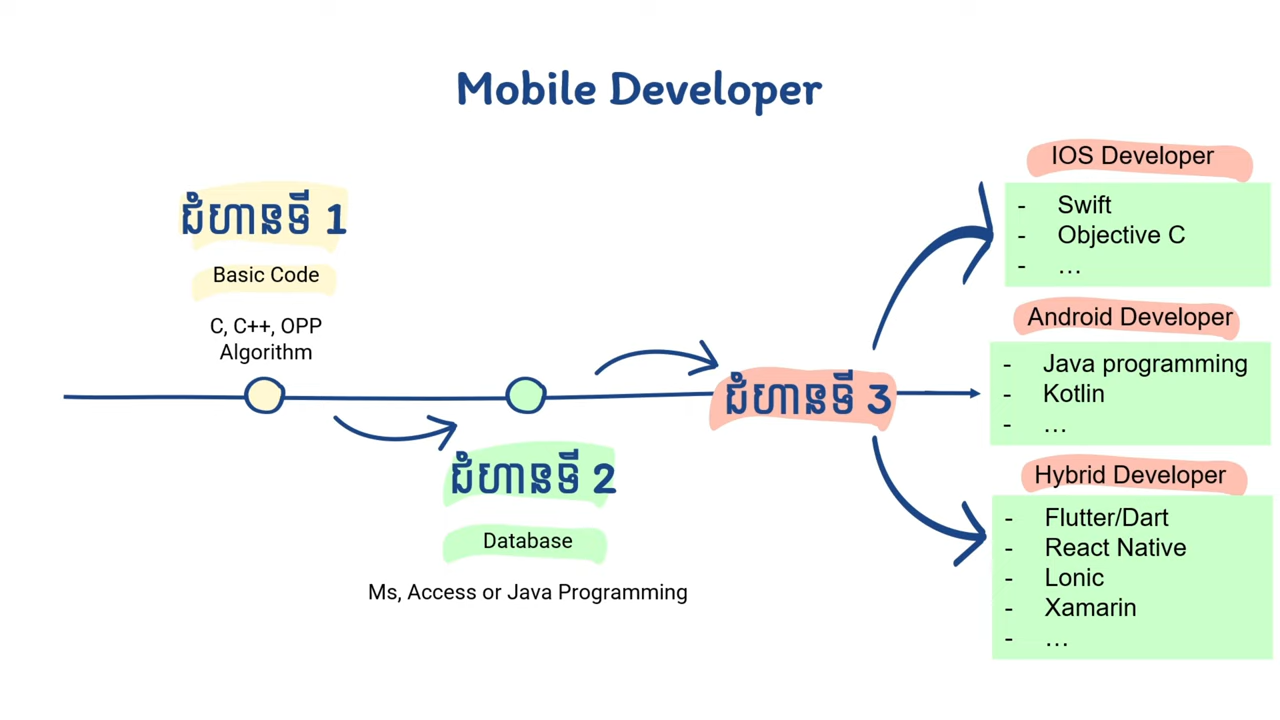 Mobile Developer
ជំហានទី 1
Basic Code
C, C++, OPP
Algorithm
ជំហានទី 2
Database
Ms, Access or Java Programming
ជំហានទី 3
IOS Developer
- Swift
- Objective C
- ...
Android Developer
- Java programming
- Kotlin
- ...
Hybrid Developer
- Flutter/Dart
- React Native
- Lonic
- Xamarin
- ...